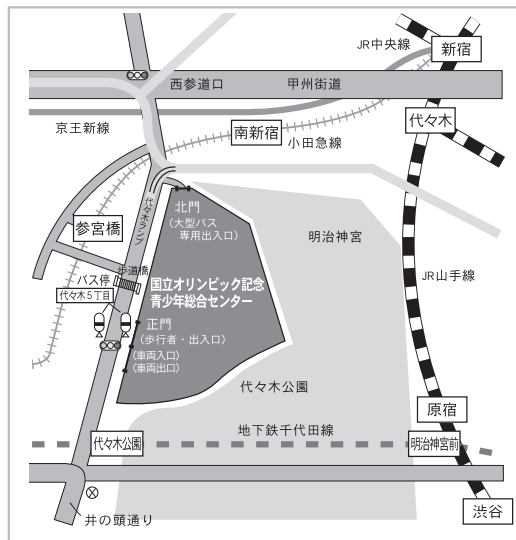 JR中央線
新宿
西参道口
甲州街道
京王新線
南新宿
小田急線
代々木
代々木ランプ
北門
(大型バス
専用出入口)
明治神宮
参宮橋
歩道橋
バス停
代々木5丁目
国立オリンピック記念
青少年総合センター
JR山手線
正門
(歩行者・出入口)
(車両入口)
(車両出口)
代々木公園
原宿
地下鉄千代田線
代々木公園
明治神宮前
渋谷
井の頭通り